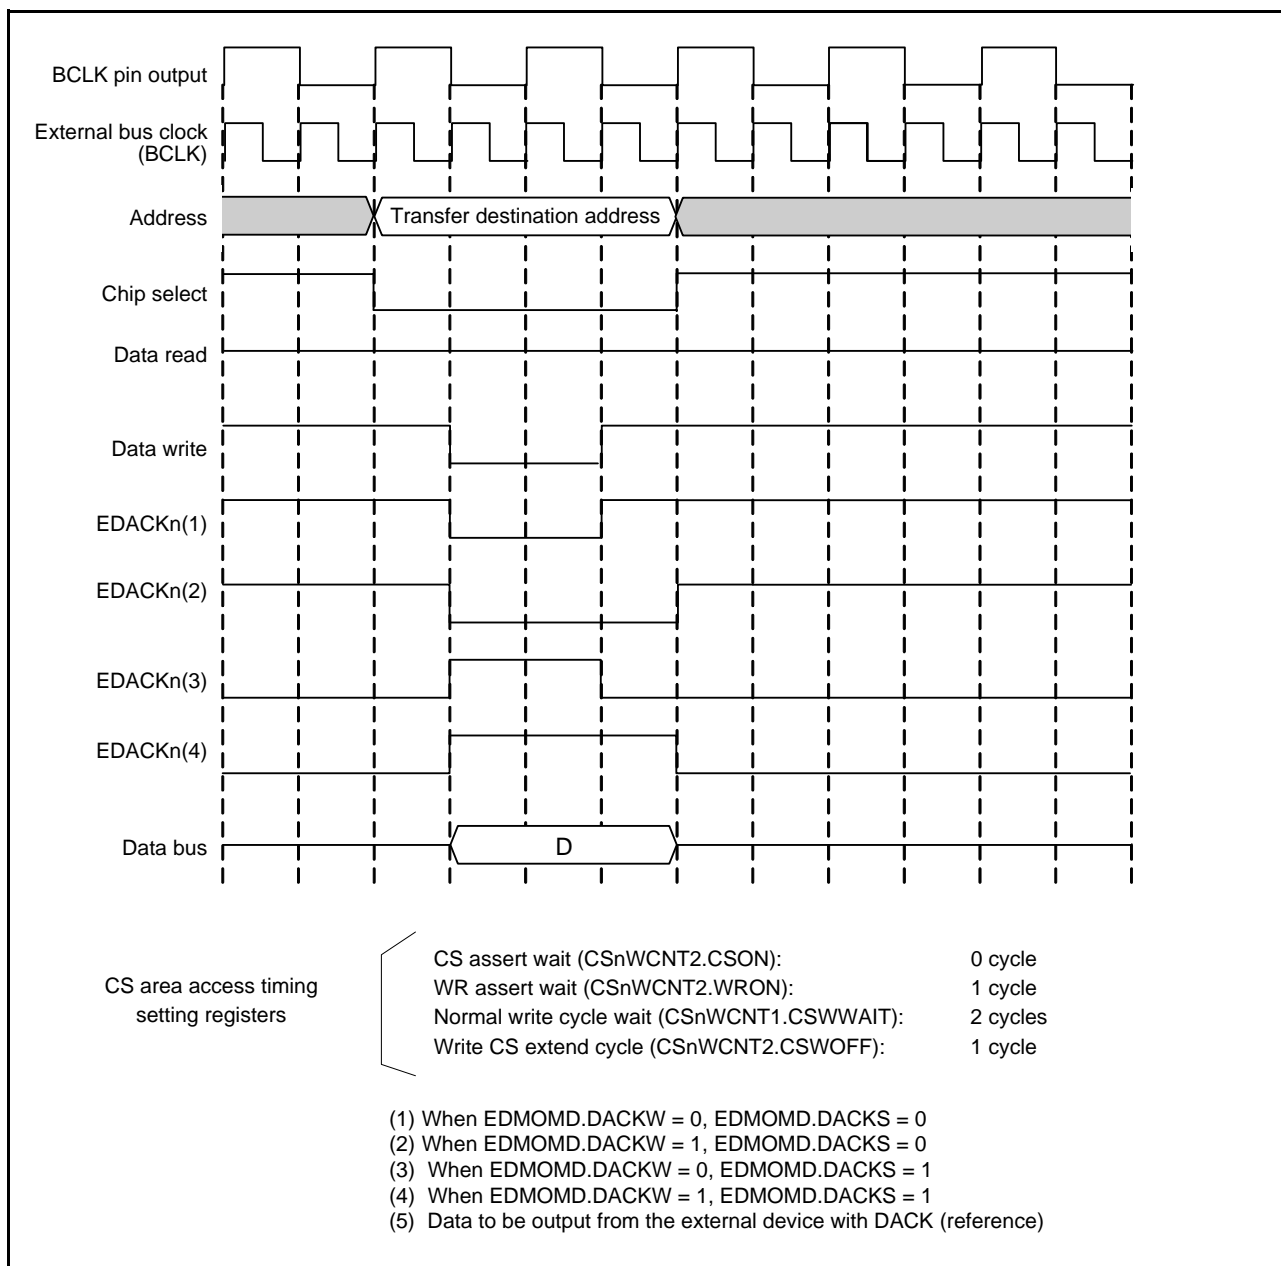 BCLK pin output
External bus clock
(BCLK)
Address
Transfer destination address
Chip select
Data read
Data write
EDACKn(1)
EDACKn(2)
EDACKn(3)
EDACKn(4)
Data bus
D
CS area access timing
setting registers
CS assert wait (CSnWCNT2.CSON): 0 cycle
WR assert wait (CSnWCNT2.WRON): 1 cycle
Normal write cycle wait (CSnWCNT1.CSWWAIT): 2 cycles
Write CS extend cycle (CSnWCNT2.CSWOFF): 1 cycle
(1) When EDMOMD.DACKW = 0, EDMOMD.DACKS = 0
(2) When EDMOMD.DACKW = 1, EDMOMD.DACKS = 0
(3) When EDMOMD.DACKW = 0, EDMOMD.DACKS = 1
(4) When EDMOMD.DACKW = 1, EDMOMD.DACKS = 1
(5) Data to be output from the external device with DACK (reference)